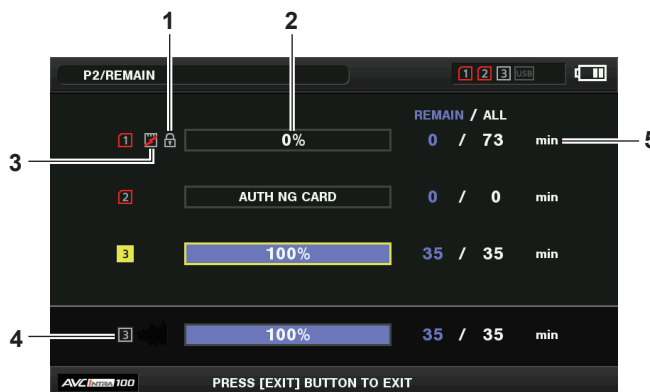 1 2
P2/REMAIN 1 2 3 USB
REMAIN / ALL
1 0% 0 / 73 min 5
3
2 AUTH NG CARD 0 / 0 min
3 100% 35 / 35 min
4 3 100% 35 / 35 min
AVC INTRA 100 PRESS [EXIT] BUTTON TO EXIT